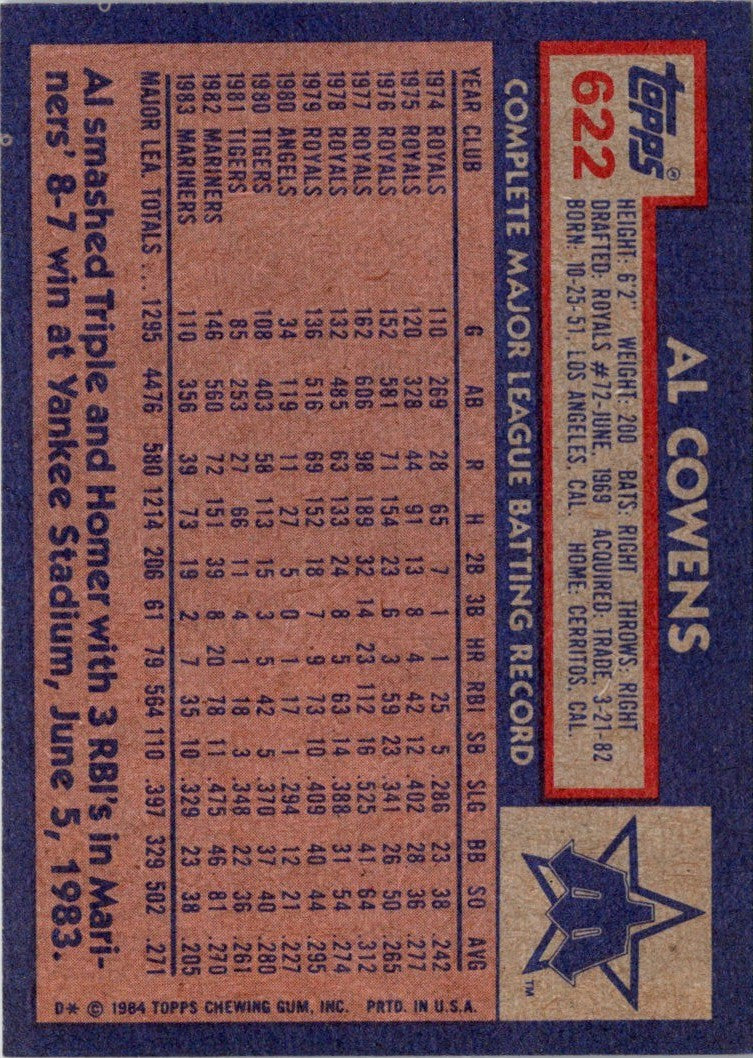 topps®
622
AL COWENS
HEIGHT: 6'2" WEIGHT: 200 BATS: RIGHT THROWS: RIGHT
DRAFTED: ROYALS #72-JUNE, 1969 ACQUIRED: TRADE, 3-21-82
BORN: 10-25-51, LOS ANGELES, CAL. HOME: CERRITOS, CAL.
COMPLETE MAJOR LEAGUE BATTING RECORD
TM
YEAR CLUB G AB R H 2B 3B HR RBI SB SLG BB SO AVG
1974 ROYALS 110 269 28 65 7 1 1 25 5 .286 23 38 .242
1975 ROYALS 120 328 44 91 13 8 4 42 12 .402 28 36 .277
1976 ROYALS 152 581 71 154 23 6 3 59 23 .341 26 50 .265
1977 ROYALS 162 606 98 189 32 14 23 112 16 .525 41 64 .312
1978 ROYALS 132 485 63 133 24 8 5 63 14 .388 31 54 .274
1979 ROYALS 136 516 69 152 18 7 9 73 10 .409 40 44 .295
1980 ANGELS 34 119 11 27 5 0 1 17 1 .294 12 21 .227
1980 TIGERS 108 403 58 113 15 3 5 42 5 .370 37 40 .280
1981 TIGERS 85 253 27 66 11 4 1 18 3 .348 22 36 .261
1982 MARINERS 146 560 72 151 39 8 20 78 11 .475 46 81 .270
1983 MARINERS 110 356 39 73 19 2 7 35 10 .329 23 38 .205
MAJOR LEA. TOTALS ... 1295 4476 580 1214 206 61 79 564 110 .397 329 502 .271
Al smashed Triple and Homer with 3 RBI's in Mari-
ners' 8-7 win at Yankee Stadium, June 5, 1983.
D* © 1984 TOPPS CHEWING GUM, INC. PRTD. IN U.S.A.